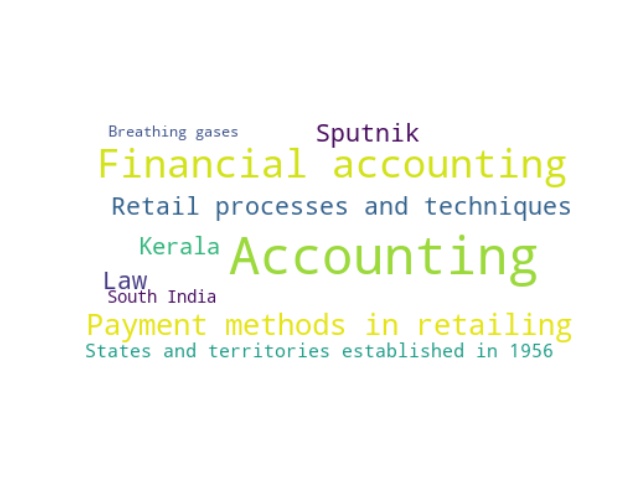 Breathing gases
Sputnik
Financial accounting
Retail processes and techniques
Kerala
Accounting
Law
South India
Payment methods in retailing
States and territories established in 1956